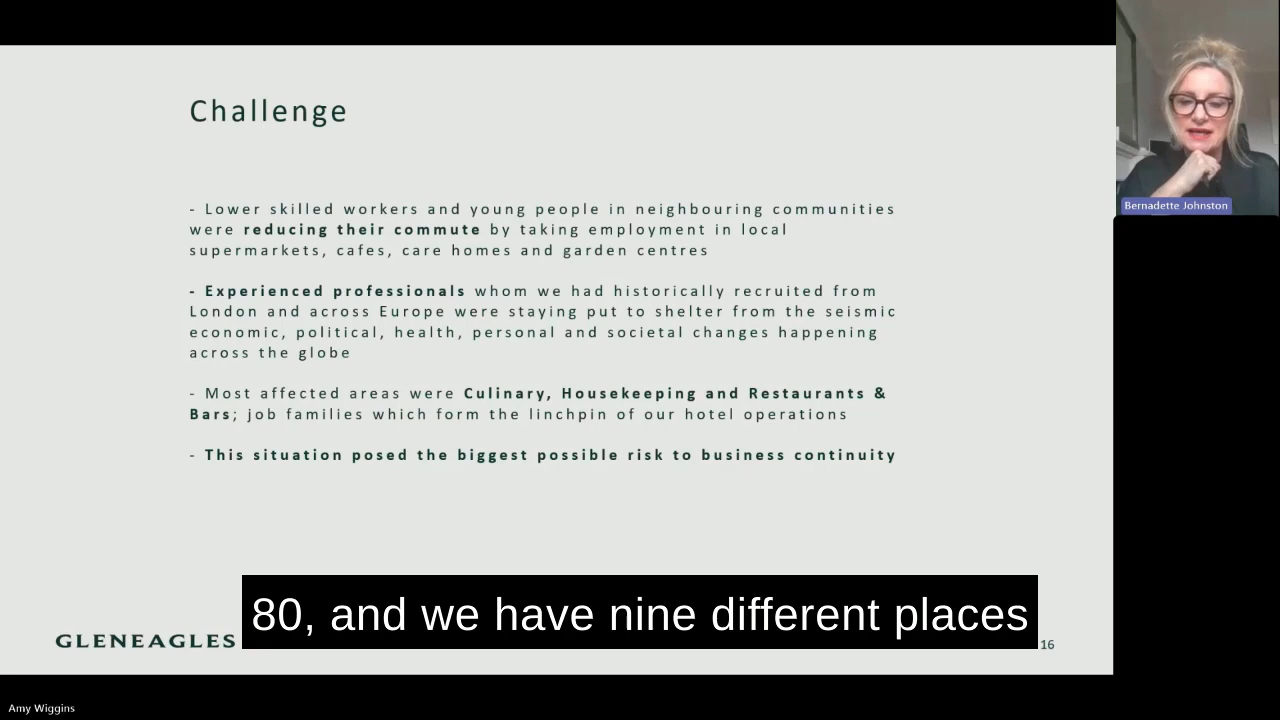 Challenge
- Lower skilled workers and young people in neighbouring communities
were reducing their commute by taking employment in local
supermarkets, cafes, care homes and garden centres
- Experienced professionals whom we had historically recruited from
London and across Europe were staying put to shelter from the seismic
economic, political, health, personal and societal changes happening
across the globe
- Most affected areas were Culinary, Housekeeping and Restaurants &
Bars; job families which form the linchpin of our hotel operations
- This situation posed the biggest possible risk to business continuity
80, and we have nine different places
GLENEAGLES
16
Bernadette Johnston
Amy Wiggins